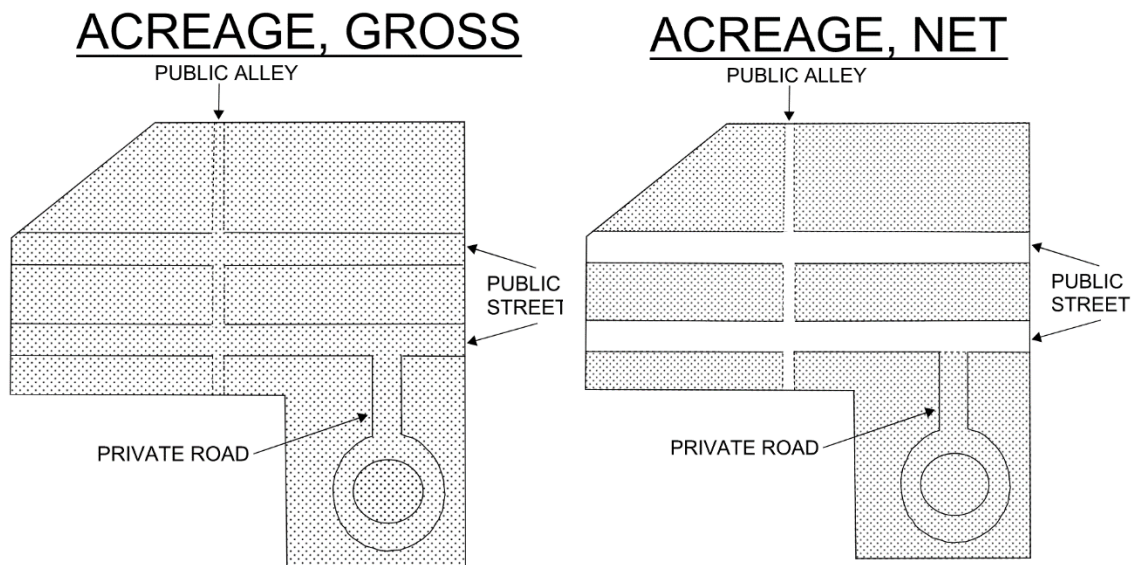 ACREAGE, GROSS
PUBLIC ALLEY
PUBLIC
STREET
PRIVATE ROAD
ACREAGE, NET
PUBLIC ALLEY
PUBLIC
STREET
PRIVATE ROAD